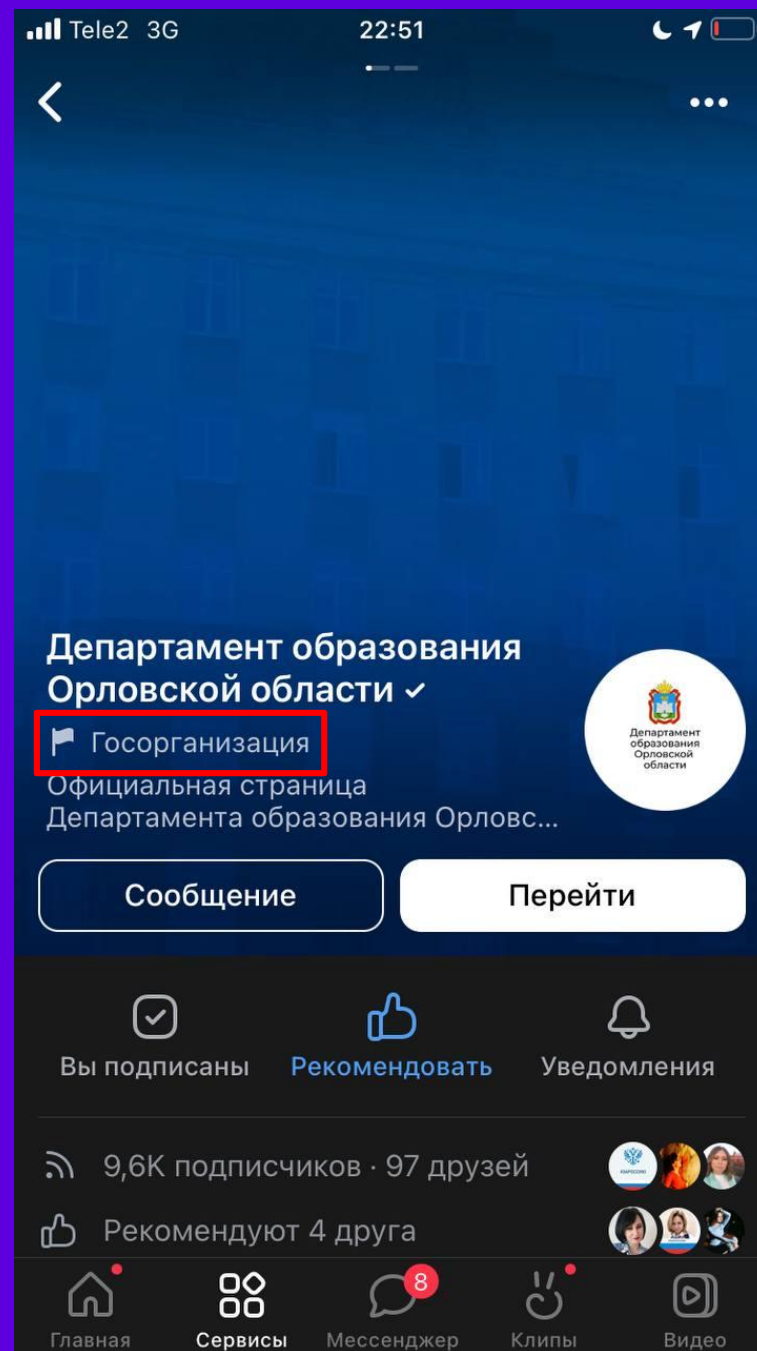 Tele2 3G 22:51
Департамент образования
Орловской области
Госорганизация
Официальная страница
Департамента образования Орловс...
Департамент
образования
Орловской
области
Сообщение Перейти
Вы подписаны Рекомендовать Уведомления
9,6K подписчиков · 97 друзей
Рекомендуют 4 друга
8
Главная Сервисы Мессенджер Клипы Видео